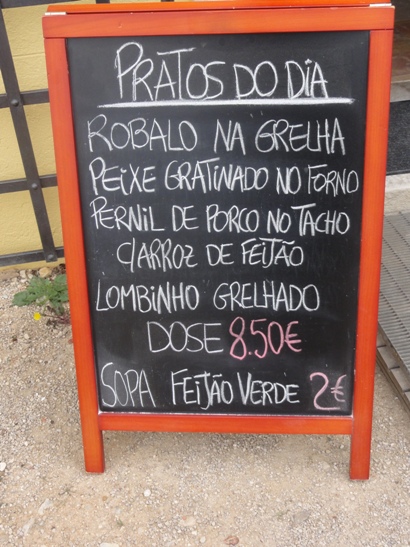 PRATOS DO DIA
ROBALO NA GRELHA
PEIXE GRATINADO NO FORNO
PERNIL DE PORCO NO TACHO
C/ARROZ DE FEIJÃO
LOMBINHO GRELHADO
DOSE 8.50€
SOPA FEIJÃO VERDE 2€